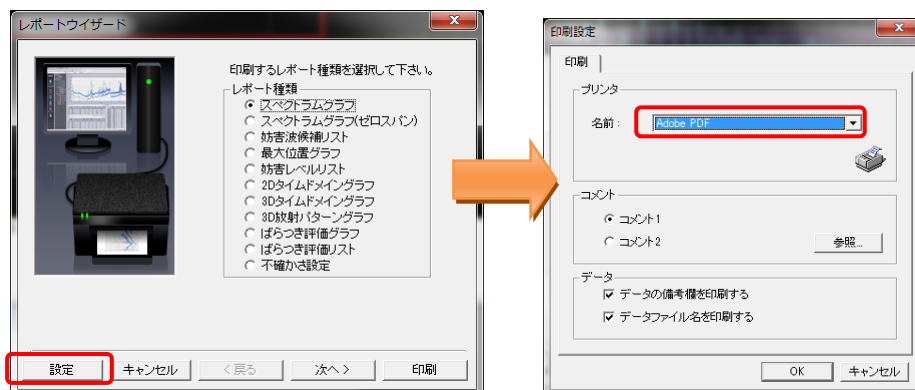 レポートウィザード
印刷するレポート種類を選択して下さい。
レポート種類
スペクトラムグラフ
スペクトラムグラフ(ゼロスパン)
妨害波候補リスト
最大位置グラフ
妨害レベルリスト
2Dタイムドメイングラフ
3Dタイムドメイングラフ
3D放射パターングラフ
ばらつき評価グラフ
ばらつき評価リスト
不確かさ設定
設定
キャンセル
<戻る
次へ>
印刷
印刷設定
印刷
プリンタ
名前:
Adobe PDF
コメント
コメント1
コメント2
参照...
データ
データの備考欄を印刷する
データファイル名を印刷する
OK
キャンセル